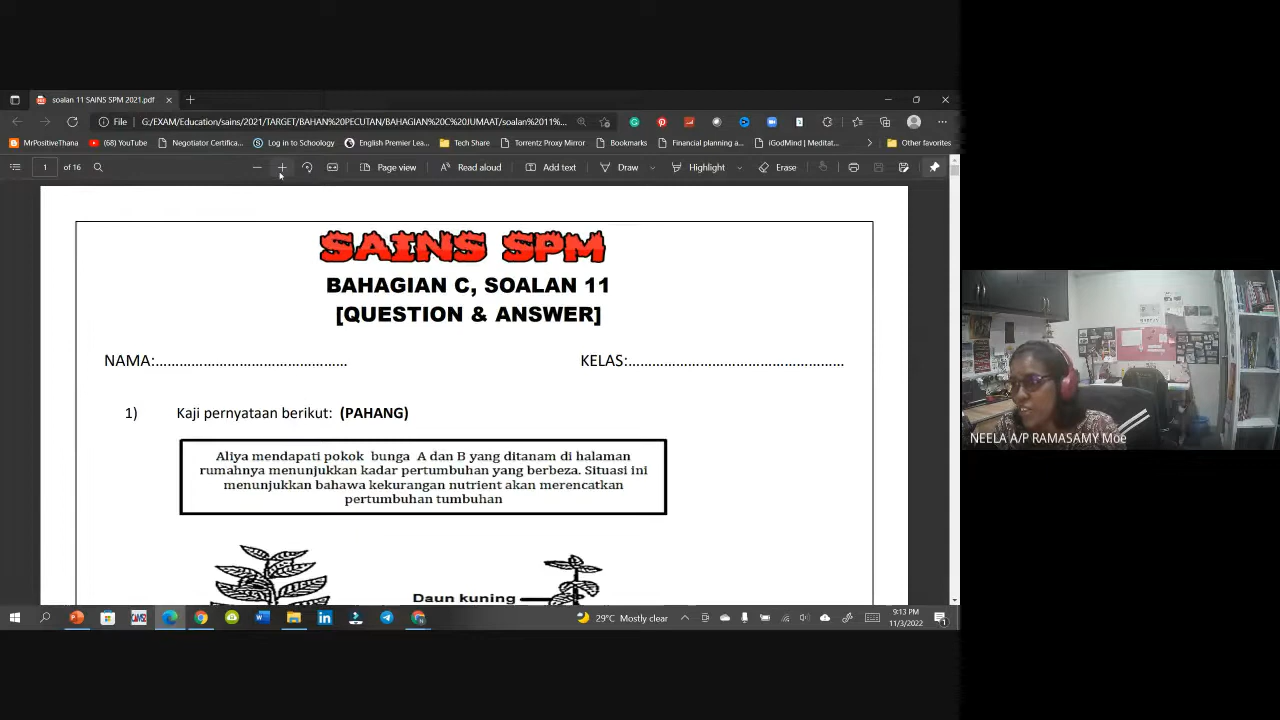 soalan 11 SAINS SPM 2021.pdf
File G:/EXAM/Education/sains/2021/TARGET/BAHAN%20PECUTAN/BAHAGIAN%20C%20JUMAAT/soalan%2011%...
MrPositiveThana (68) YouTube Negotiator Certifica... Log in to Schoology English Premier Lea... Tech Share Torrentz Proxy Mirror Bookmarks Financial planning a... iGodMind | Meditat... Other favorites
1 of 16 Page view Read aloud Add text Draw Highlight Erase
SAINS SPM
BAHAGIAN C, SOALAN 11
[QUESTION & ANSWER]
NAMA:................................................ KELAS:......................................................
1) Kaji pernyataan berikut: (PAHANG)
Aliya mendapati pokok bunga A dan B yang ditanam di halaman
rumahnya menunjukkan kadar pertumbuhan yang berbeza. Situasi ini
menunjukkan bahawa kekurangan nutrient akan merencatkan
pertumbuhan tumbuhan
Daun kuning
NEELA A/P RAMASAMY Moe
29°C Mostly clear
9:13 PM
11/3/2022